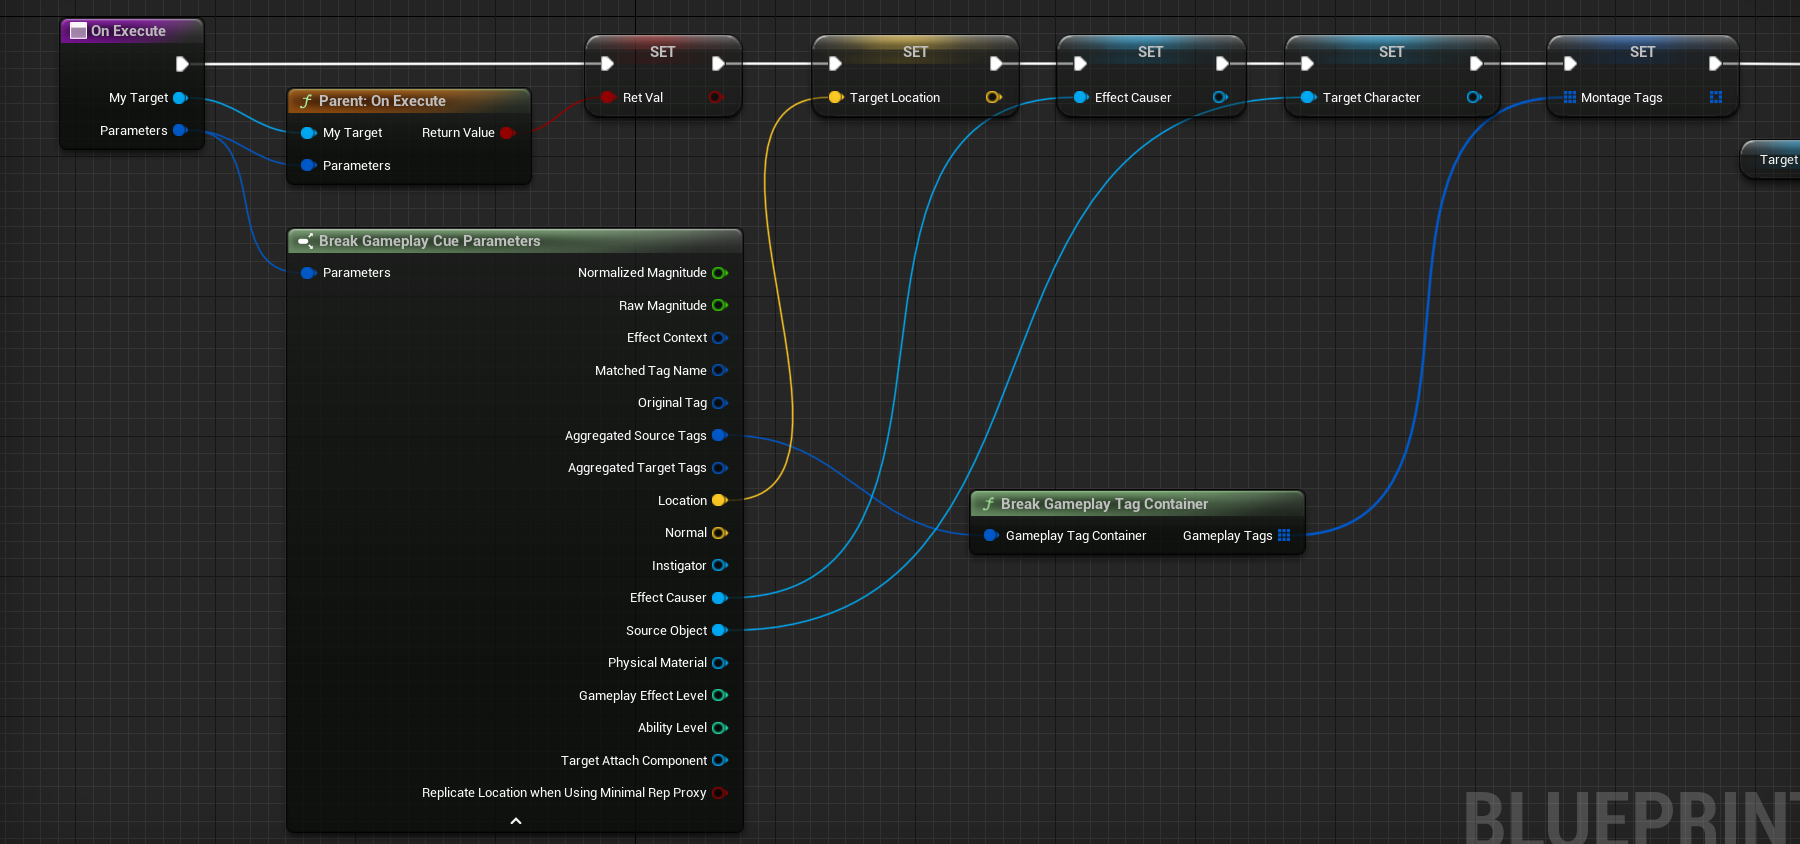 On Execute
My Target
Parameters
Parent: On Execute
My Target
Return Value
Parameters
SET
Ret Val
SET
Target Location
SET
Effect Causer
SET
Target Character
SET
Montage Tags
Target
Break Gameplay Cue Parameters
Parameters
Normalized Magnitude
Raw Magnitude
Effect Context
Matched Tag Name
Original Tag
Aggregated Source Tags
Aggregated Target Tags
Location
Normal
Instigator
Effect Causer
Source Object
Physical Material
Gameplay Effect Level
Ability Level
Target Attach Component
Replicate Location when Using Minimal Rep Proxy
Break Gameplay Tag Container
Gameplay Tag Container
Gameplay Tags
BLUEPRINT